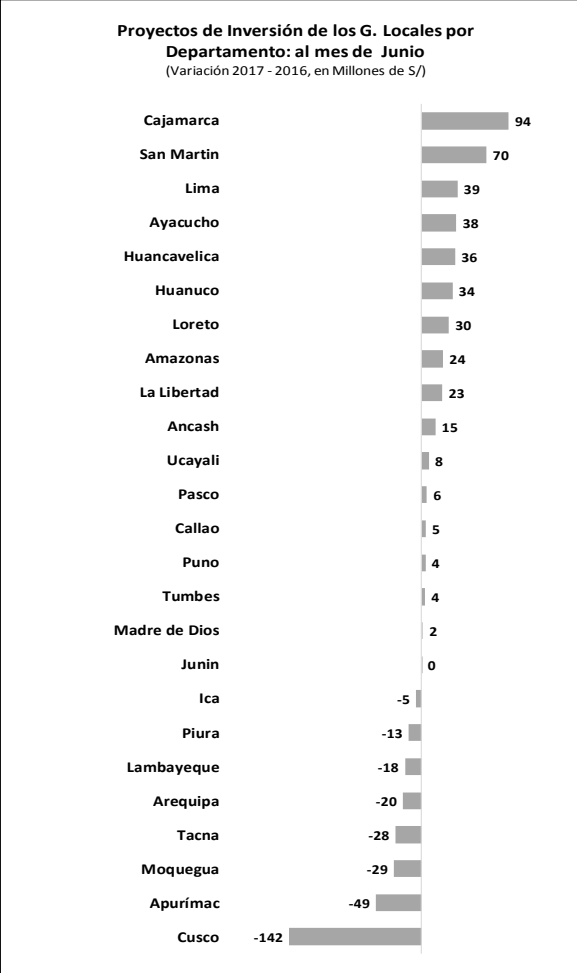 Proyectos de Inversión de los G. Locales por
Departamento: al mes de Junio
(Variación 2017 - 2016, en Millones de S/)
Cajamarca 94
San Martin 70
Lima 39
Ayacucho 38
Huancavelica 36
Huanuco 34
Loreto 30
Amazonas 24
La Libertad 23
Ancash 15
Ucayali 8
Pasco 6
Callao 5
Puno 4
Tumbes 4
Madre de Dios 2
Junin 0
Ica -5
Piura -13
Lambayeque -18
Arequipa -20
Tacna -28
Moquegua -29
Apurímac -49
Cusco -142